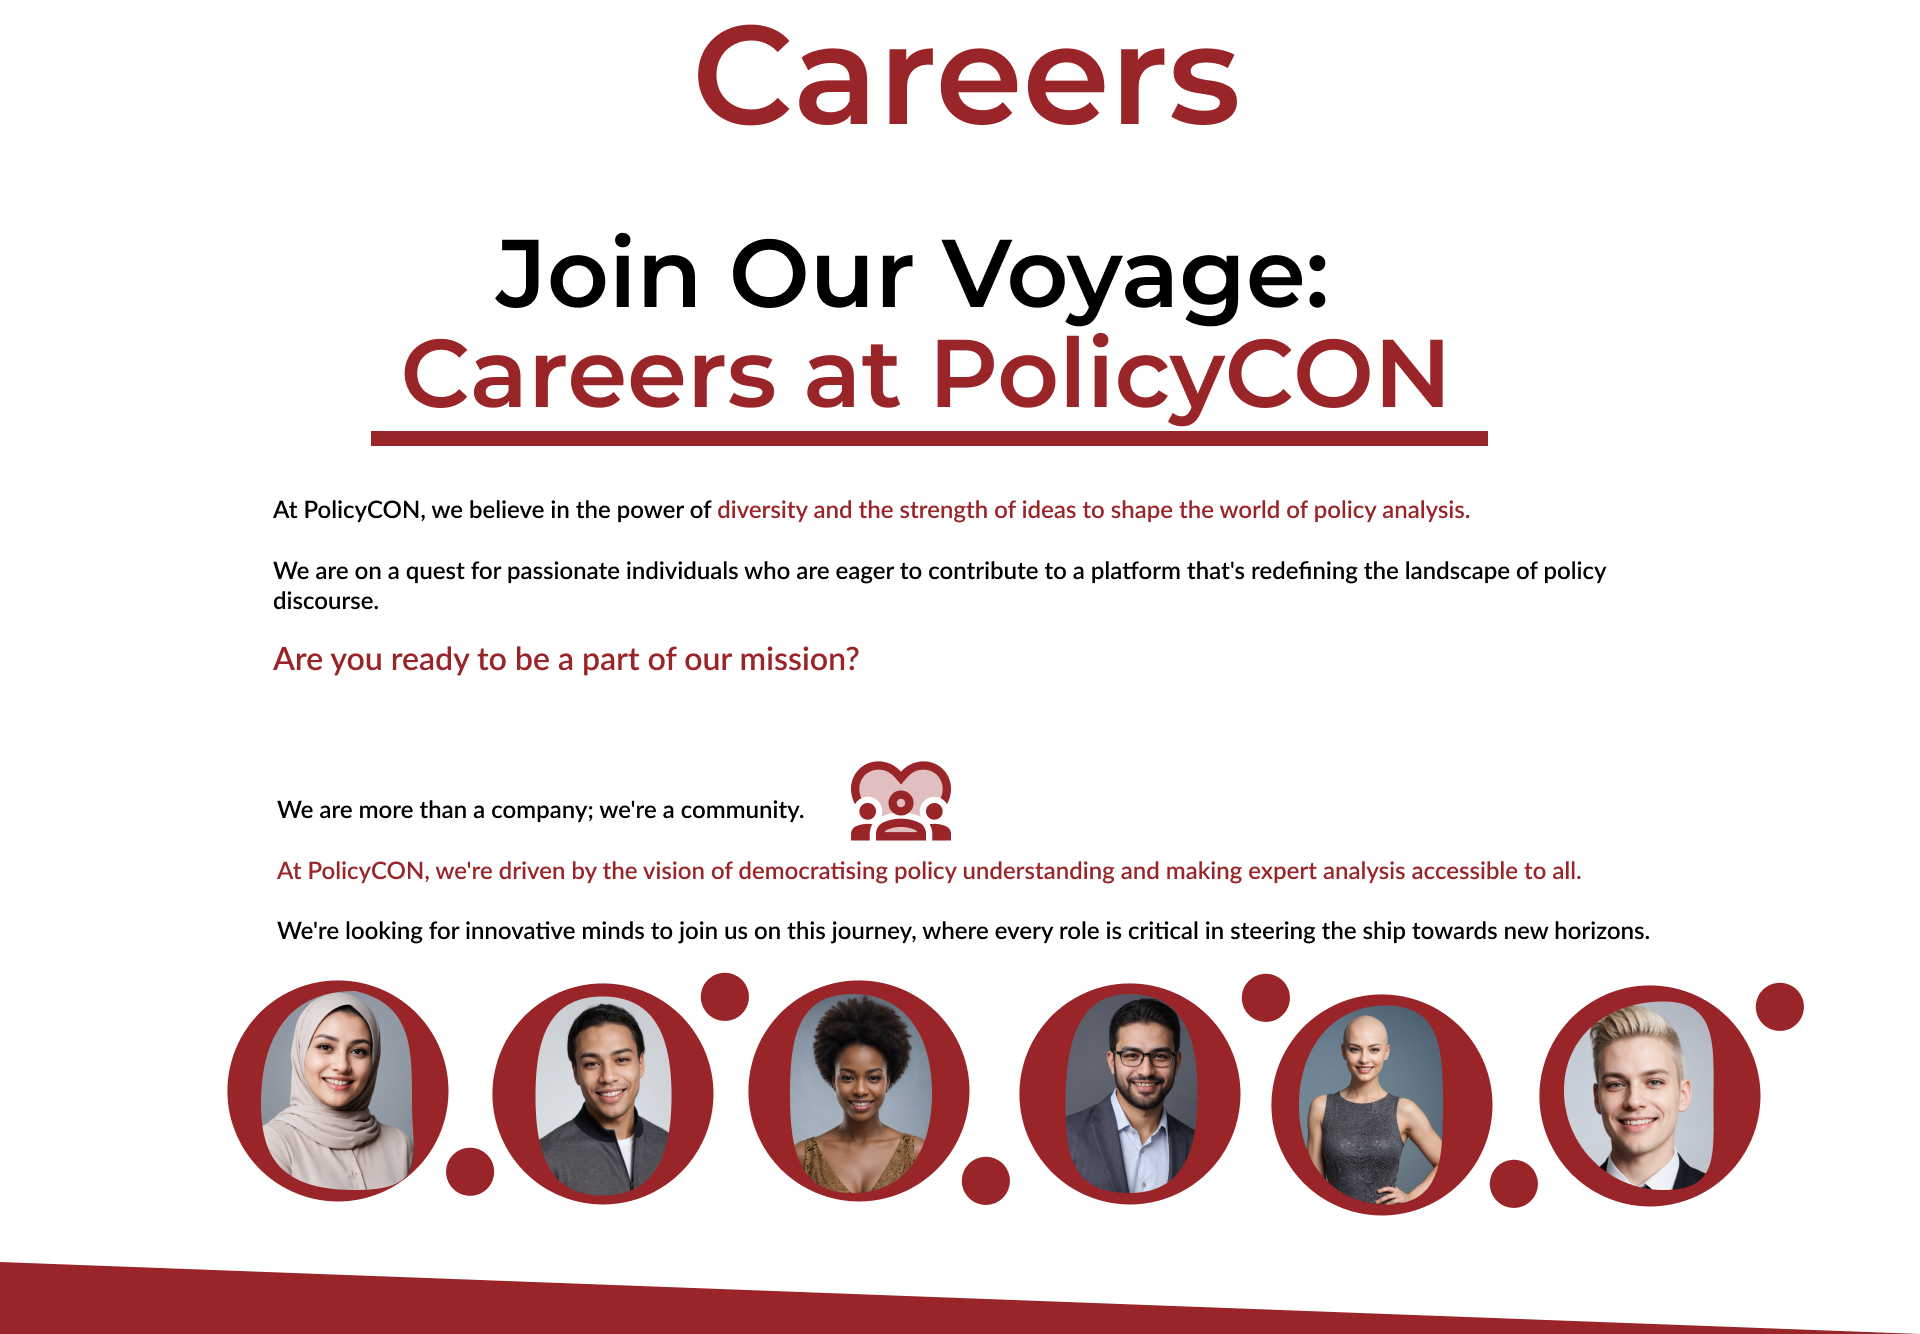 Careers
Join Our Voyage:
Careers at PolicyCON
At PolicyCON, we believe in the power of diversity and the strength of ideas to shape the world of policy analysis.
We are on a quest for passionate individuals who are eager to contribute to a platform that's redefining the landscape of policy
discourse.
Are you ready to be a part of our mission?
We are more than a company; we're a community.
At PolicyCON, we're driven by the vision of democratising policy understanding and making expert analysis accessible to all.
We're looking for innovative minds to join us on this journey, where every role is critical in steering the ship towards new horizons.